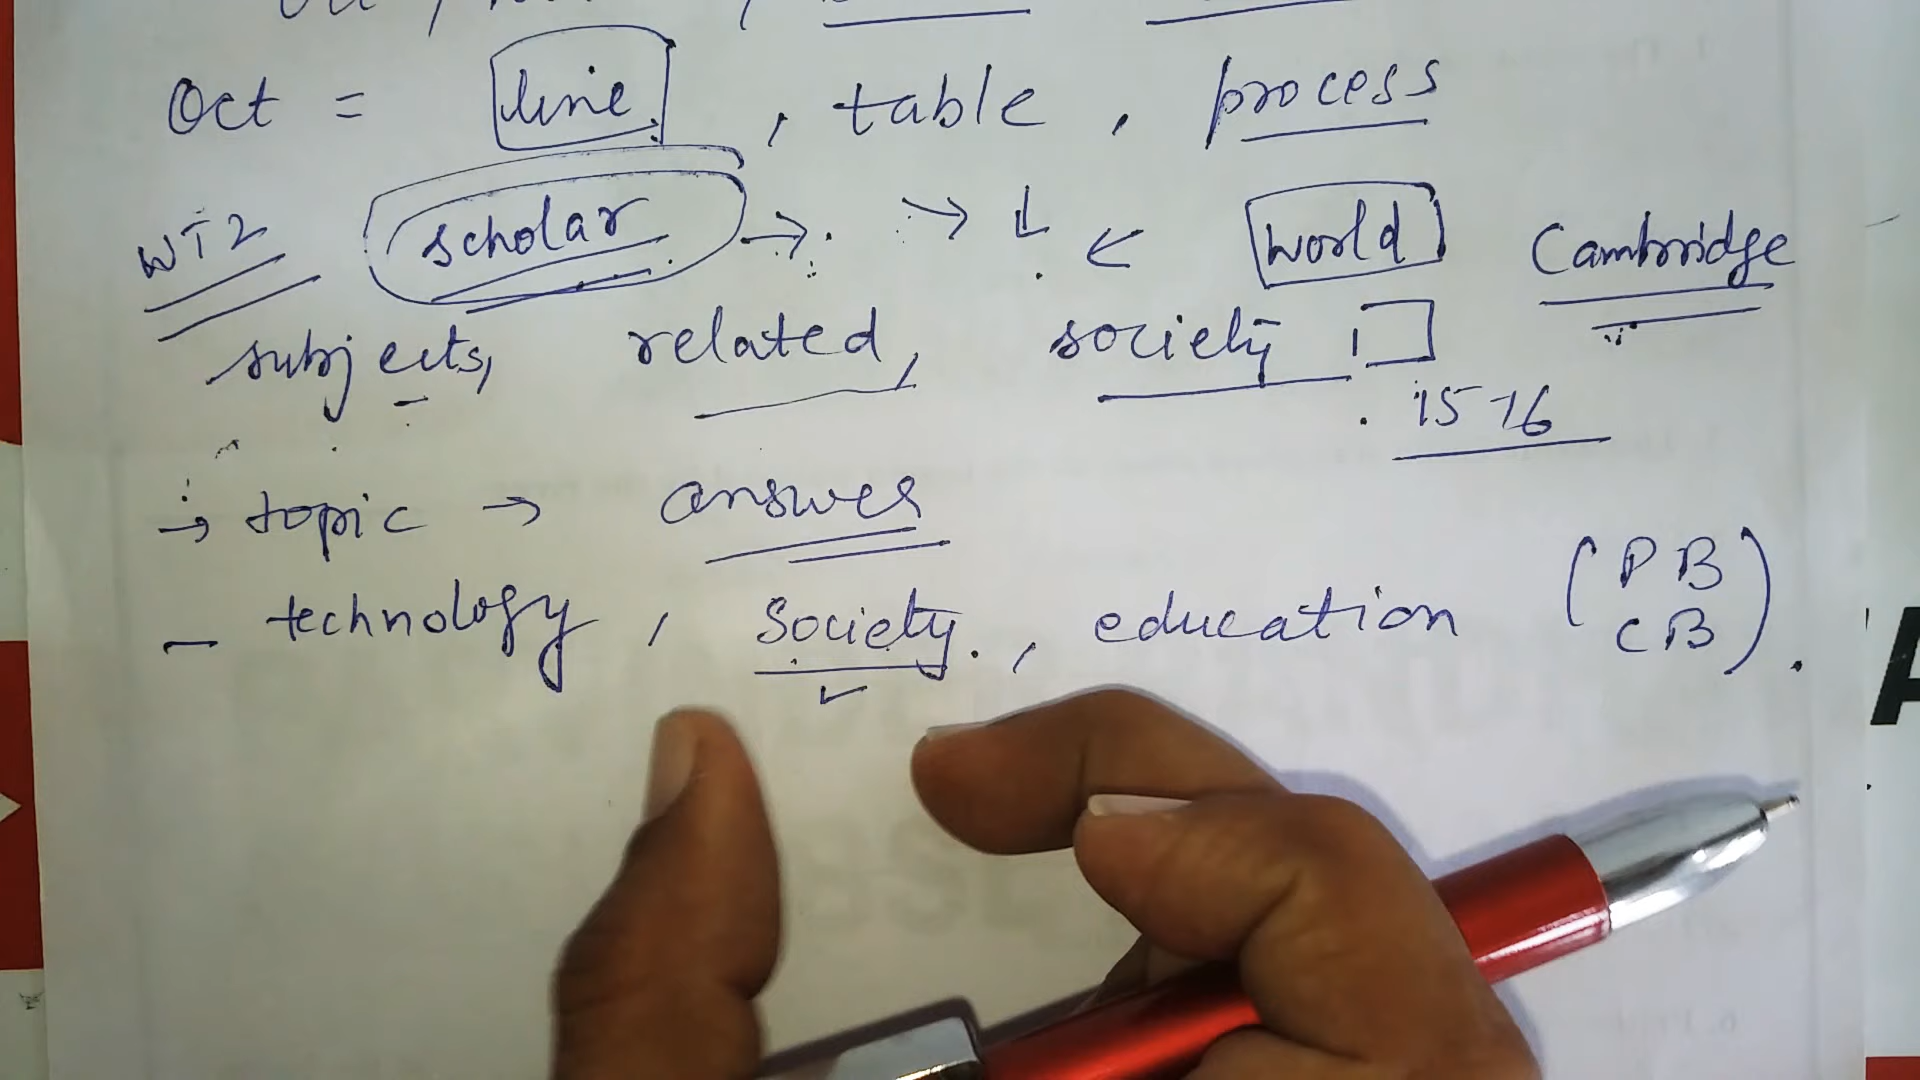 Oct = line, table, process
WT2 scholar → → ↓ ← world Cambridge
subjects, related, society
15 16
→ topic → answer
- technology, Society, education (PB CB).
A